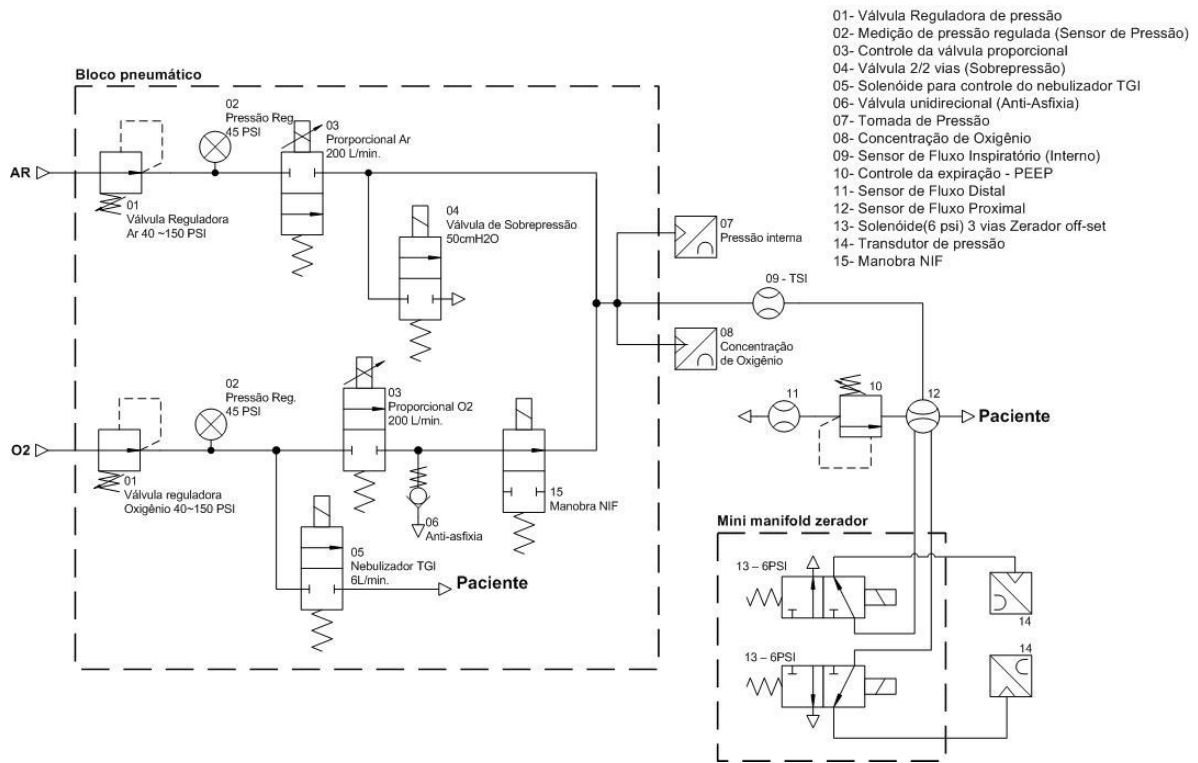 01- Válvula Reguladora de pressão
02- Medição de pressão regulada (Sensor de Pressão)
03- Controle da válvula proporcional
04- Válvula 2/2 vias (Sobrepressão)
05- Solenóide para controle do nebulizador TGI
06- Válvula unidirecional (Anti-Asfixia)
07- Tomada de Pressão
08- Concentração de Oxigênio
09- Sensor de Fluxo Inspiratório (Interno)
10- Controle da expiração - PEEP
11- Sensor de Fluxo Distal
12- Sensor de Fluxo Proximal
13- Solenóide(6 psi) 3 vias Zerador off-set
14- Transdutor de pressão
15- Manobra NIF
Bloco pneumático
02
Pressão Reg.
45 PSI
03
Prorporcional Ar
200 L/min.
AR
01
Válvula Reguladora
Ar 40 ~150 PSI
04
Válvula de Sobrepressão
50cmH2O
07
Pressão interna
09 - TSI
08
Concentração
de Oxigênio
02
Pressão Reg.
45 PSI
03
Proporcional O2
200 L/min.
11
10
12
Paciente
O2
01
Válvula reguladora
Oxigênio 40~150 PSI
15
Manobra NIF
06
Anti-asfixia
05
Nebulizador TGI
6L/min.
Paciente
Mini manifold zerador
13 – 6PSI
14
13 – 6PSI
14